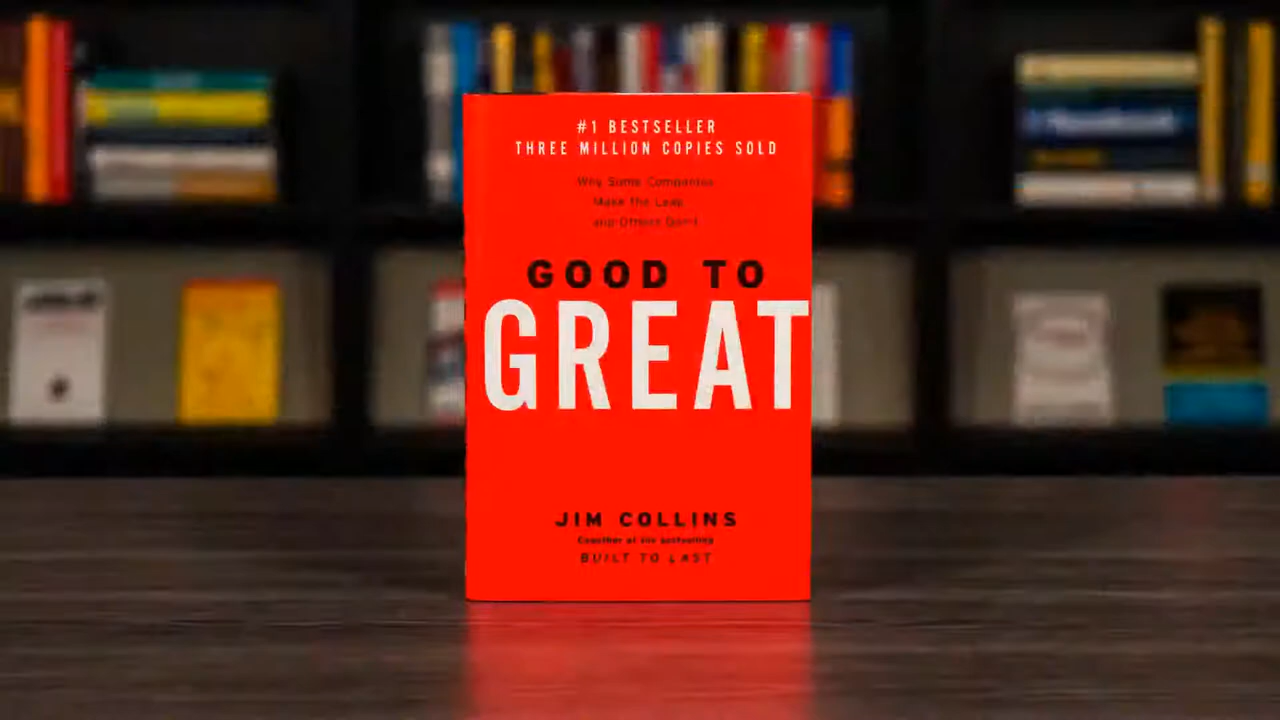 #1 BESTSELLER
THREE MILLION COPIES SOLD
Why Some Companies
Make the Leap
and Others Don't
GOOD TO
GREAT
JIM COLLINS
Coauthor of the bestselling
BUILT TO LAST